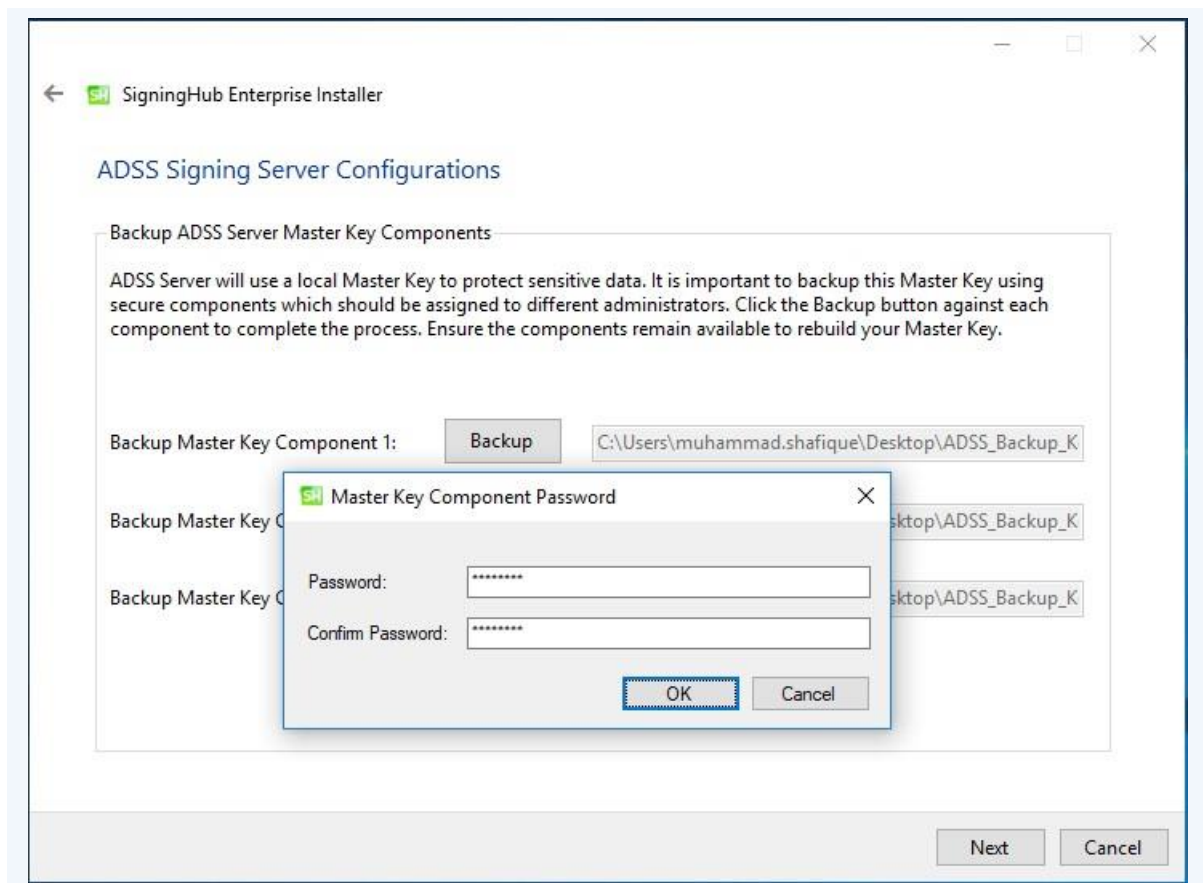 SH SigningHub Enterprise Installer
ADSS Signing Server Configurations
Backup ADSS Server Master Key Components
ADSS Server will use a local Master Key to protect sensitive data. It is important to backup this Master Key using
secure components which should be assigned to different administrators. Click the Backup button against each
component to complete the process. Ensure the components remain available to rebuild your Master Key.
Backup Master Key Component 1: Backup C:\Users\muhammad.shafique\Desktop\ADSS_Backup_K
SH Master Key Component Password
Backup Master Key C sktop\ADSS_Backup_K
Password: ********
Backup Master Key C sktop\ADSS_Backup_K
Confirm Password: ********
OK Cancel
Next Cancel